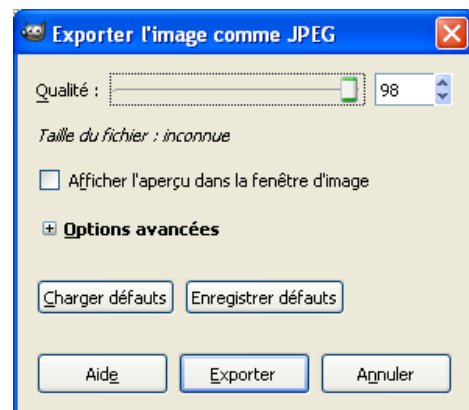 Exporter l'image comme JPEG
Qualité : 98
Taille du fichier : inconnue
Afficher l'aperçu dans la fenêtre d'image
Options avancées
Charger défauts Enregistrer défauts
Aide Exporter Annuler